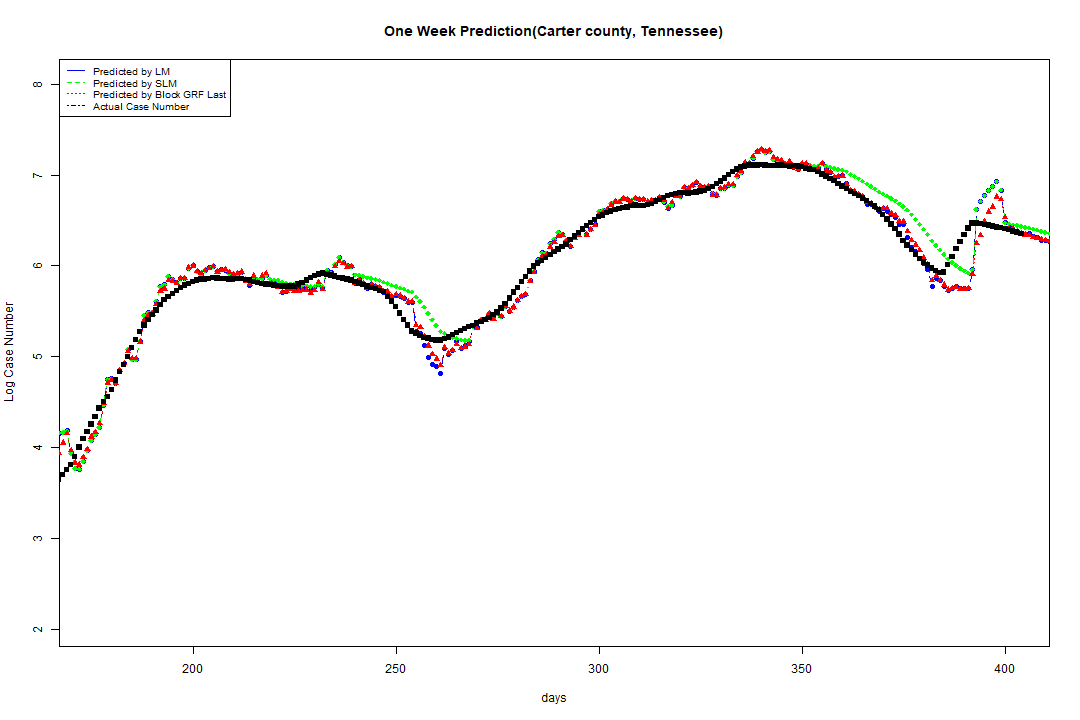 One Week Prediction(Carter county, Tennessee)
Predicted by LM
Predicted by SLM
Predicted by Block GRF Last
Actual Case Number
8
7
6
5
4
3
2
Log Case Number
200 250 300 350 400
days